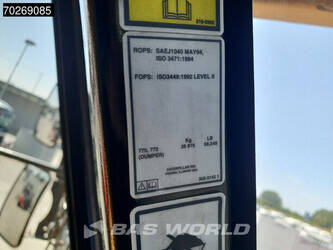 70269085
ROPS: SAEJ1040 MAY94,
ISO 3471:1994
FOPS: ISO3449:1992 LEVEL II
Kg LB
770, 772
(DUMPER)
CATERPILLAR INC.
BAS WORLD